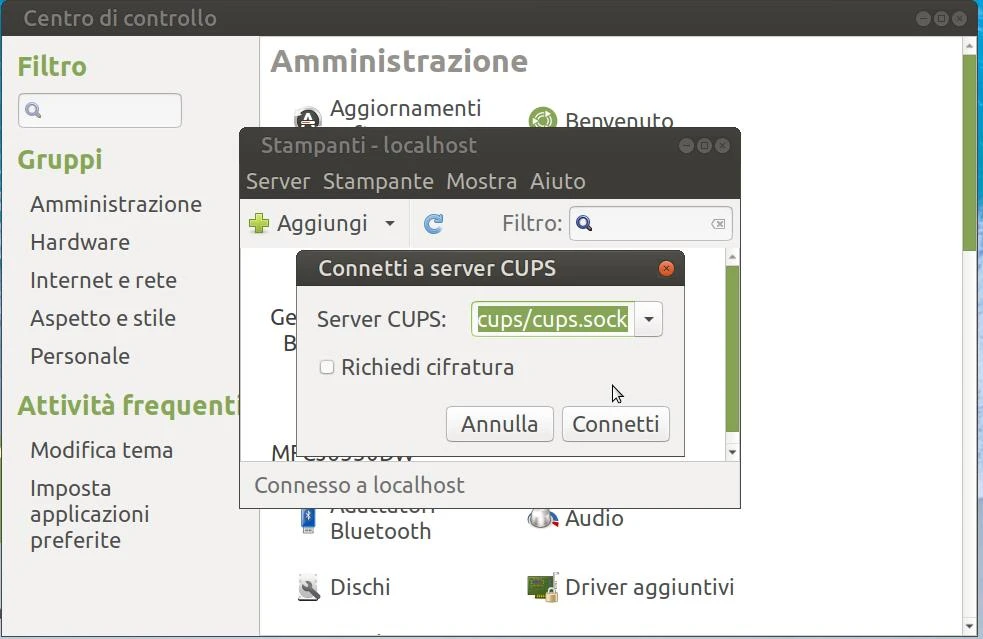 Centro di controllo
Filtro
Gruppi
Amministrazione
Hardware
Internet e rete
Aspetto e stile
Personale
Attività frequenti
Modifica tema
Imposta
applicazioni
preferite
Amministrazione
Aggiornamenti
Benvenuto
Stampanti - localhost
Server Stampante Mostra Aiuto
Aggiungi
Filtro:
Connetti a server CUPS
Server CUPS:
cups/cups.sock
Richiedi cifratura
Annulla
Connetti
Ge
B
Connesso a localhost
Adattatori
Bluetooth
Audio
Dischi
Driver aggiuntivi